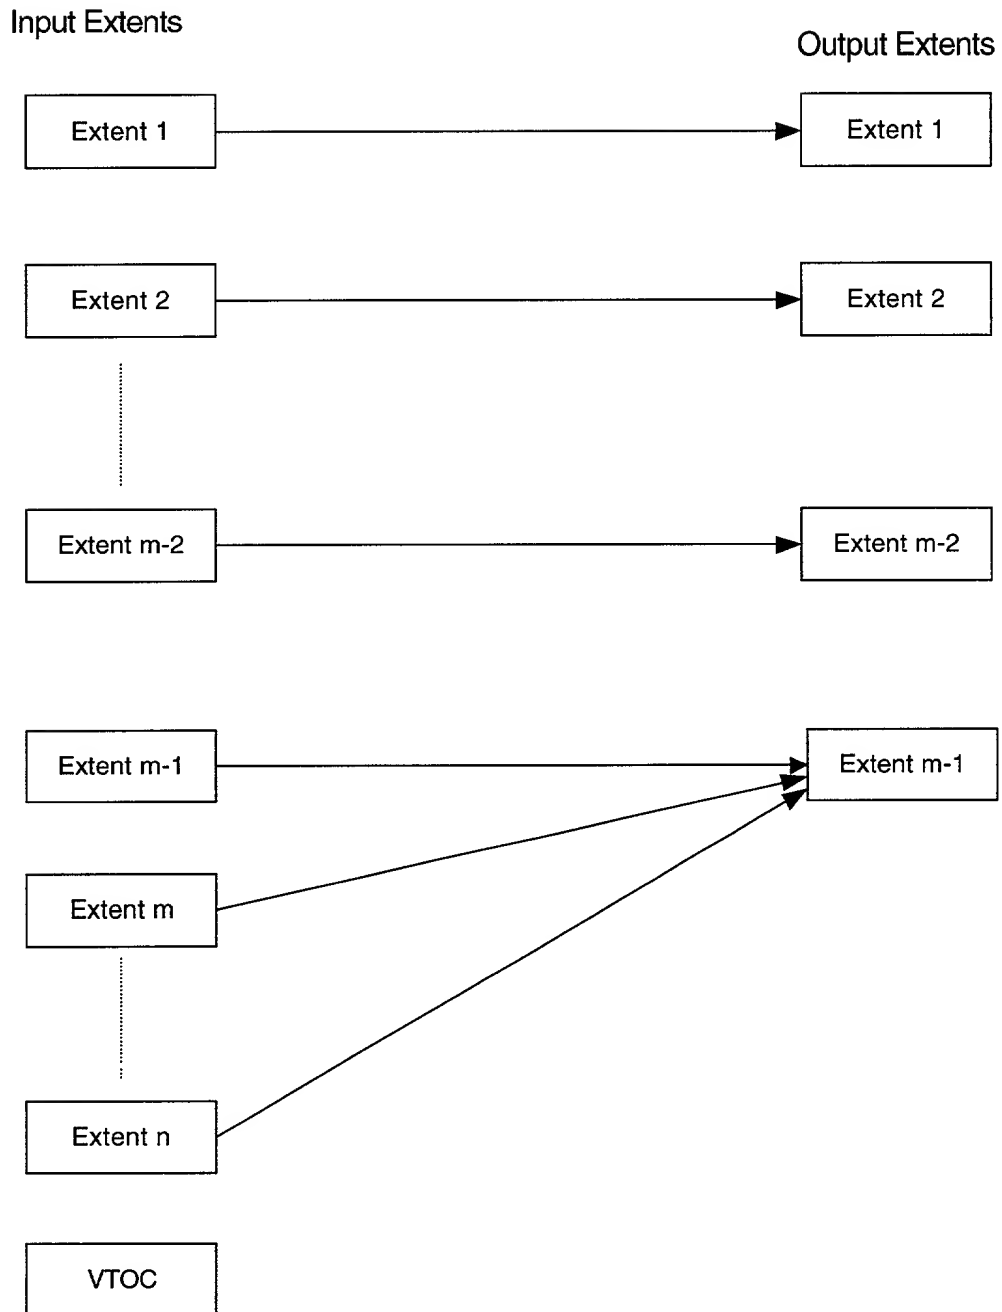 Input Extents
Output Extents
Extent 1
Extent 1
Extent 2
Extent 2
Extent m-2
Extent m-2
Extent m-1
Extent m-1
Extent m
Extent n
VTOC